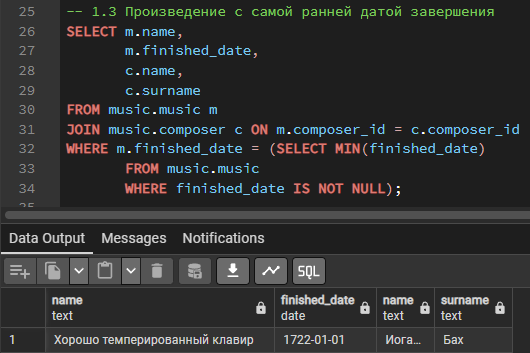 25 -- 1.3 Произведение с самой ранней датой завершения
26 SELECT m.name,
27 m.finished_date,
28 c.name,
29 c.surname
30 FROM music.music m
31 JOIN music.composer c ON m.composer_id = c.composer_id
32 WHERE m.finished_date = (SELECT MIN(finished_date)
33 FROM music.music
34 WHERE finished_date IS NOT NULL);
Data Output Messages Notifications
SQL
name finished_date name surname
text date text text
1 Хорошо темперированный клавир 1722-01-01 Иога... Бах